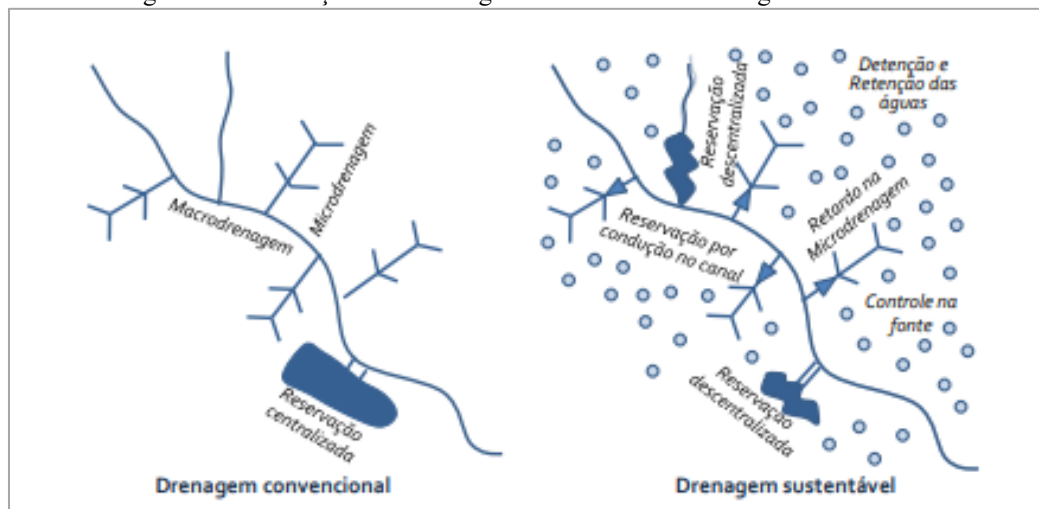 Macrodrenagem
Microdrenagem
Reservação
centralizada
Drenagem convencional
Reservação
descentralizada
Detenção e
Retenção das
águas
Retardo na
Microdrenagem
Reservação por
condução no canal
Controle na
fonte
Reservação
descentralizada
Drenagem sustentável